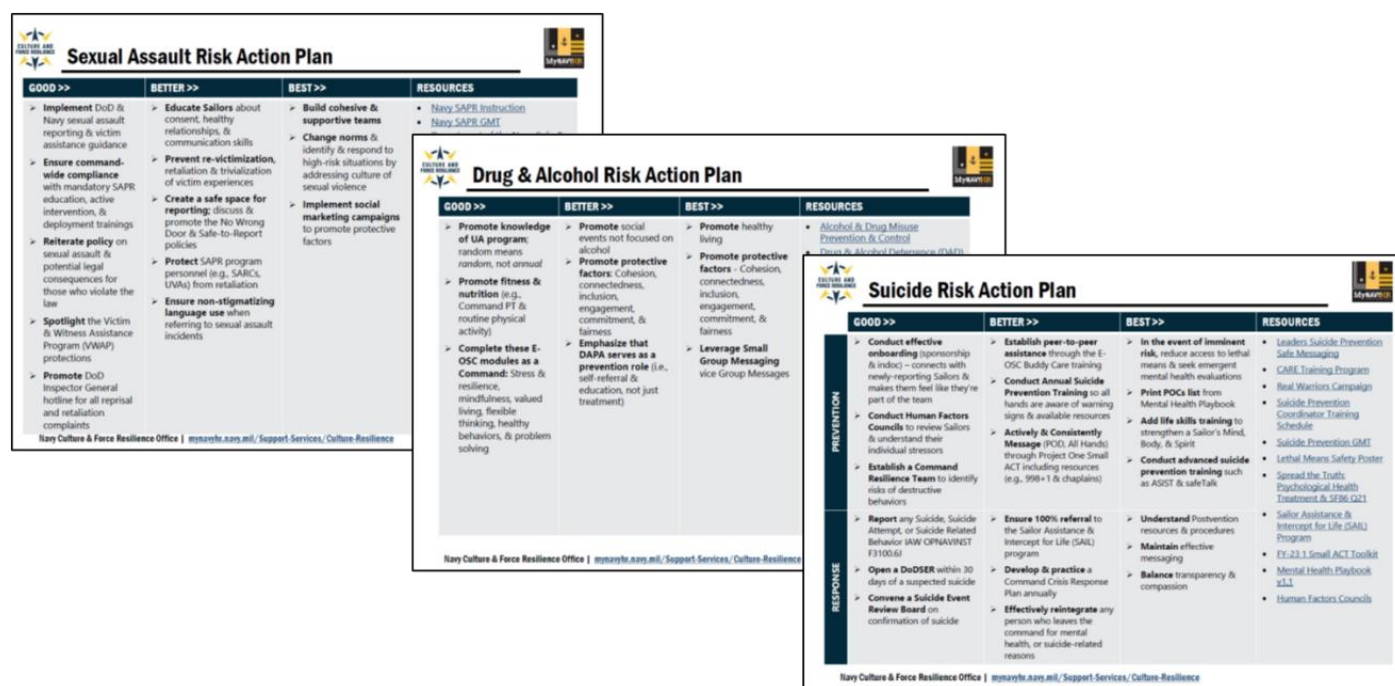 CULTURE AND
FORCE RESILIENCE
Sexual Assault Risk Action Plan
MyNAVYHR
GOOD >>
BETTER >>
BEST >>
RESOURCES
➢ Implement DoD &
Navy sexual assault
reporting & victim
assistance guidance
➢ Ensure command-
wide compliance
with mandatory SAPR
education, active
intervention, &
deployment trainings
➢ Reiterate policy on
sexual assault &
potential legal
consequences for
those who violate the
law
➢ Spotlight the Victim
& Witness Assistance
Program (VWAP)
protections
➢ Promote DoD
Inspector General
hotline for all reprisal
and retaliation
complaints
➢ Educate Sailors about
consent, healthy
relationships, &
communication skills
➢ Prevent re-victimization,
retaliation & trivialization
of victim experiences
➢ Create a safe space for
reporting; discuss &
promote the No Wrong
Door & Safe-to-Report
policies
➢ Protect SAPR program
personnel (e.g., SARCs,
UVAs) from retaliation
➢ Ensure non-stigmatizing
language use when
referring to sexual assault
incidents
➢ Build cohesive &
supportive teams
➢ Change norms &
identify & respond to
high-risk situations by
addressing culture of
sexual violence
➢ Implement social
marketing campaigns
to promote protective
factors
• Navy SAPR Instruction
• Navy SAPR GMT
Navy Culture & Force Resilience Office | mynavyhr.navy.mil/Support-Services/Culture-Resilience
CULTURE AND
FORCE RESILIENCE
Drug & Alcohol Risk Action Plan
MyNAVYHR
GOOD >>
BETTER >>
BEST >>
RESOURCES
➢ Promote knowledge
of UA program;
random means
random, not annual
➢ Promote fitness &
nutrition (e.g.,
Command PT &
routine physical
activity)
➢ Complete these E-
OSC modules as a
Command: Stress &
resilience,
mindfulness, valued
living, flexible
thinking, healthy
behaviors, & problem
solving
➢ Promote social
events not focused on
alcohol
➢ Promote protective
factors: Cohesion,
connectedness,
inclusion,
engagement,
commitment, &
fairness
➢ Emphasize that
DAPA serves as a
prevention role (i.e.,
self-referral &
education, not just
treatment)
➢ Promote healthy
living
➢ Promote protective
factors - Cohesion,
connectedness,
inclusion,
engagement,
commitment, &
fairness
➢ Leverage Small
Group Messaging
vice Group Messages
• Alcohol & Drug Misuse
Prevention & Control
• Drug & Alcohol Deterrence (DAD)
Navy Culture & Force Resilience Office | mynavyhr.navy.mil/Support-Services/Culture-Resilience
CULTURE AND
FORCE RESILIENCE
Suicide Risk Action Plan
MyNAVYHR
GOOD >>
BETTER >>
BEST >>
RESOURCES
PREVENTION
➢ Conduct effective
onboarding (sponsorship
& indoc) – connects with
newly-reporting Sailors &
makes them feel like they're
part of the team
➢ Conduct Human Factors
Councils to review Sailors
& understand their
individual stressors
➢ Establish a Command
Resilience Team to identify
risks of destructive
behaviors
➢ Establish peer-to-peer
assistance through the E-
OSC Buddy Care training
➢ Conduct Annual Suicide
Prevention Training so all
hands are aware of warning
signs & available resources
➢ Actively & Consistently
Message (POD, All Hands)
through Project One Small
ACT including resources
(e.g., 998+1 & chaplains)
➢ In the event of imminent
risk, reduce access to lethal
means & seek emergent
mental health evaluations
➢ Print POCs list from
Mental Health Playbook
➢ Add life skills training to
strengthen a Sailor's Mind,
Body, & Spirit
➢ Conduct advanced suicide
prevention training such
as ASIST & safeTalk
• Leaders Suicide Prevention
Safe Messaging
• CARE Training Program
• Real Warriors Campaign
• Suicide Prevention
Coordinator Training
Schedule
• Suicide Prevention GMT
• Lethal Means Safety Poster
• Spread the Truth:
Psychological Health
Treatment & SF86 Q21
• Sailor Assistance &
Intercept for Life (SAIL)
Program
• FY-23 1 Small ACT Toolkit
• Mental Health Playbook
v1.1
• Human Factors Councils
RESPONSE
➢ Report any Suicide, Suicide
Attempt, or Suicide Related
Behavior IAW OPNAVINST
F3100.6J
➢ Open a DoDSER within 30
days of a suspected suicide
➢ Convene a Suicide Event
Review Board on
confirmation of suicide
➢ Ensure 100% referral to
the Sailor Assistance &
Intercept for Life (SAIL)
program
➢ Develop & practice a
Command Crisis Response
Plan annually
➢ Effectively reintegrate any
person who leaves the
command for mental
health, or suicide-related
reasons
➢ Understand Postvention
resources & procedures
➢ Maintain effective
messaging
➢ Balance transparency &
compassion
Navy Culture & Force Resilience Office | mynavyhr.navy.mil/Support-Services/Culture-Resilience